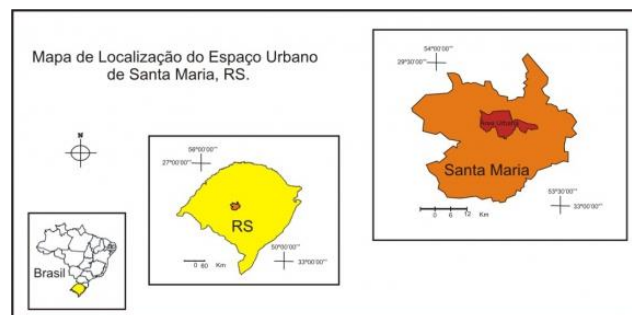 Mapa de Localização do Espaço Urbano
de Santa Maria, RS.
N
Brasil
58°00'00"
27°00'00"
RS
0 60 Km
50°00'00"
33°00'00"
54°00'00"
29°30'00"
Área Urbana
Santa Maria
0 6 12 Km
53°30'00"
33°00'00"